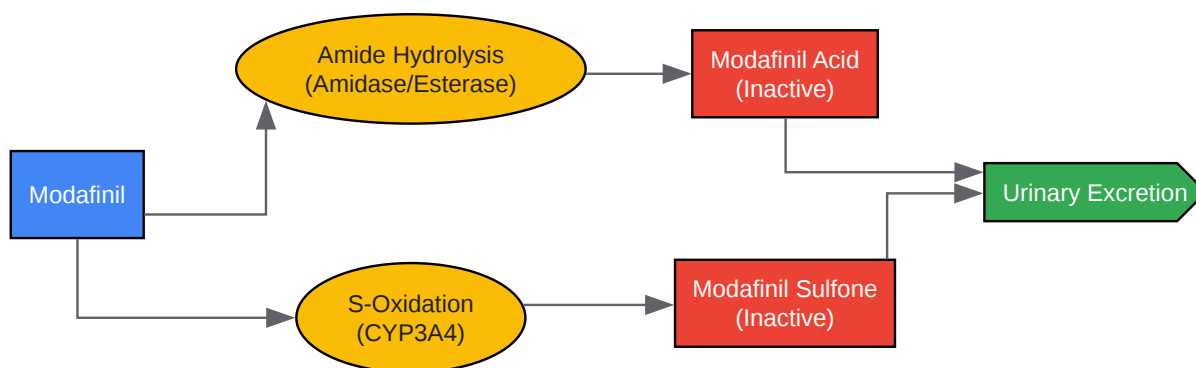 Amide Hydrolysis
(Amidase/Esterase)
Modafinil Acid
(Inactive)
Modafinil
Urinary Excretion
S-Oxidation
(CYP3A4)
Modafinil Sulfone
(Inactive)